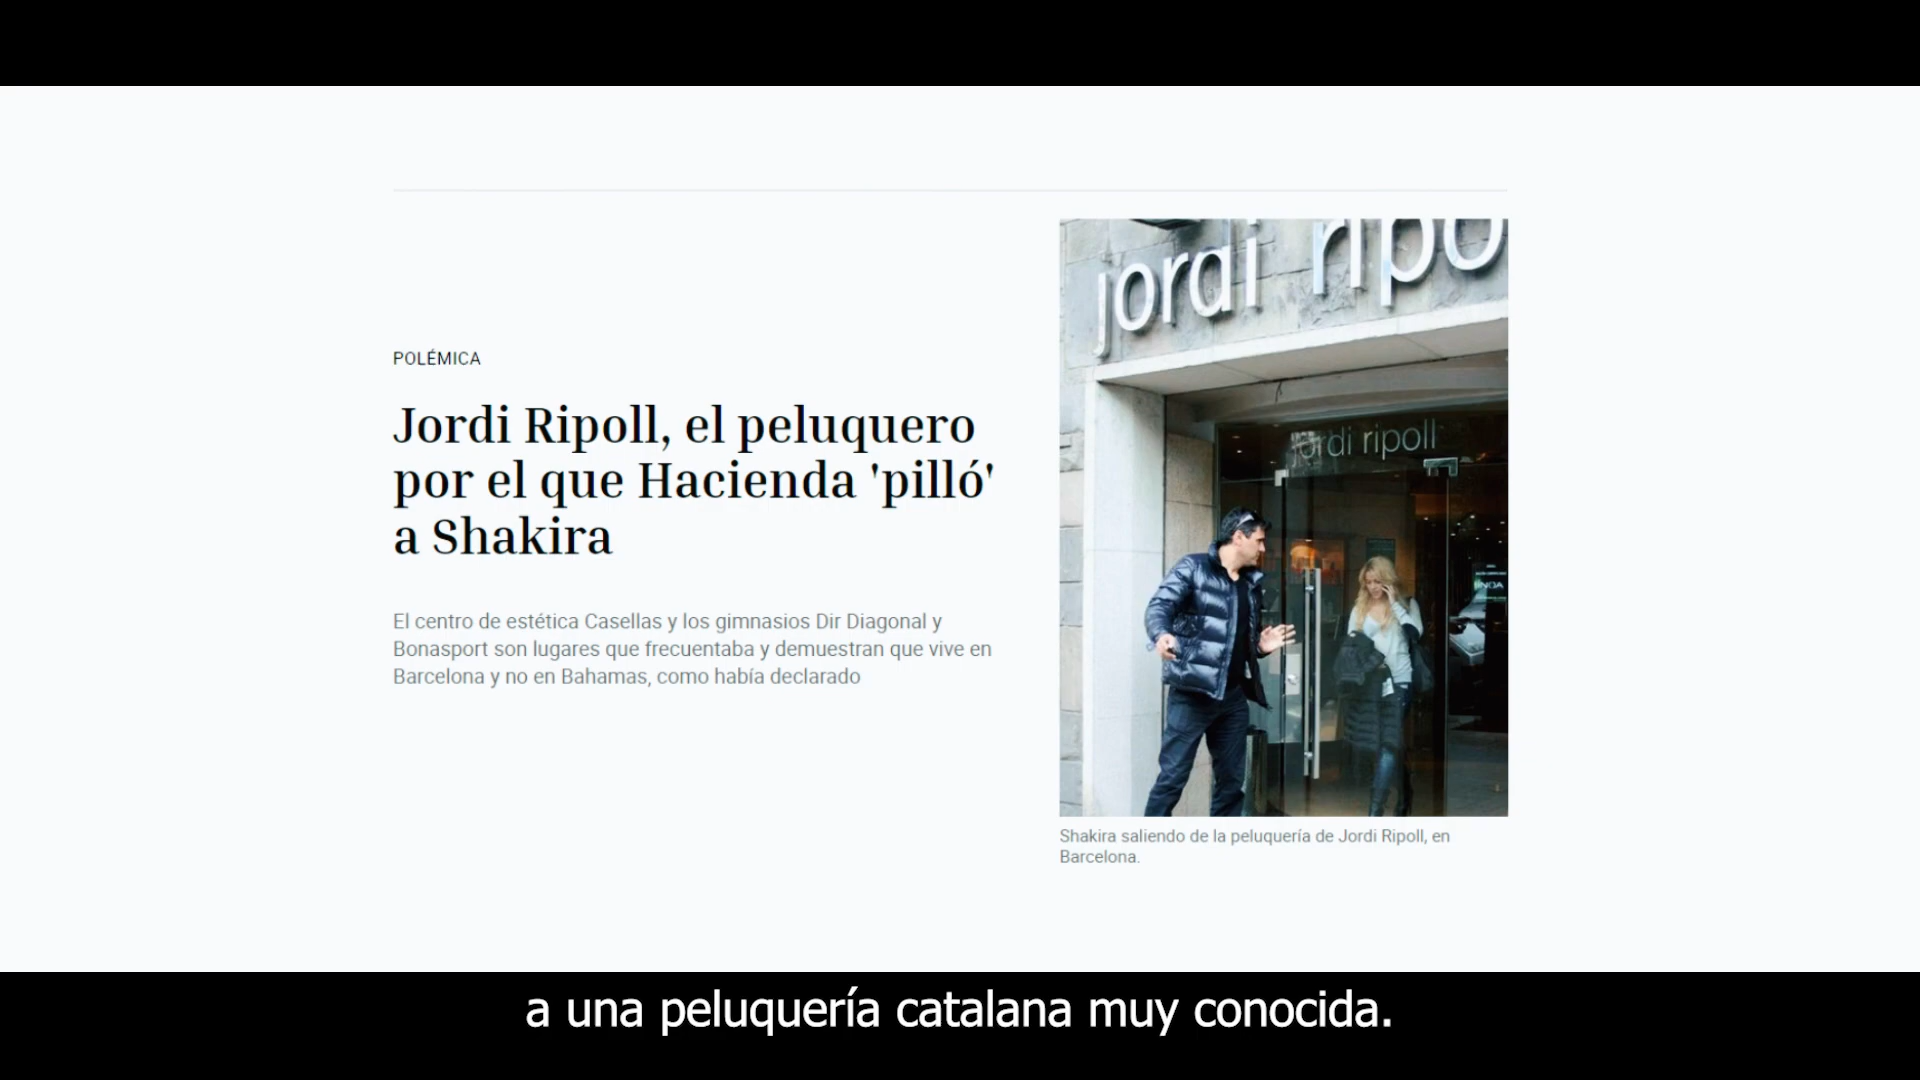 jordi ripo
jordi ripoll
POLÉMICA
Jordi Ripoll, el peluquero
por el que Hacienda 'pilló'
a Shakira
El centro de estética Casellas y los gimnasios Dir Diagonal y
Bonasport son lugares que frecuentaba y demuestran que vive en
Barcelona y no en Bahamas, como había declarado
Shakira saliendo de la peluquería de Jordi Ripoll, en
Barcelona.
a una peluquería catalana muy conocida.